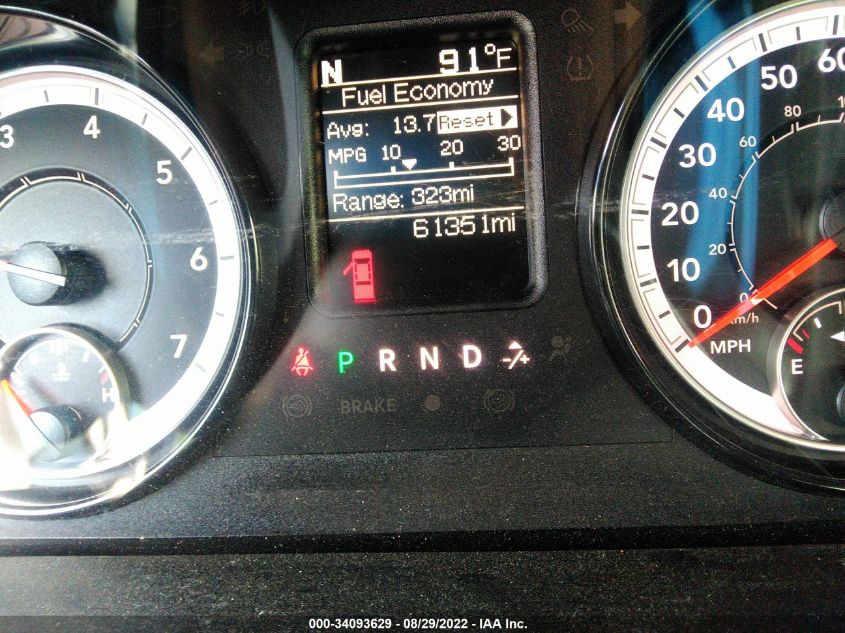 N 91°F
Fuel Economy
Avg: 13.7 Reset
MPG 10 20 30
Range: 323mi
61351mi
P R N D -/+
BRAKE
3 4 5 6 7
H
0 10 20 30 40 50 60
0 20 40 60 80
km/h
MPH
E
000-34093629 - 08/29/2022 - IAA Inc.